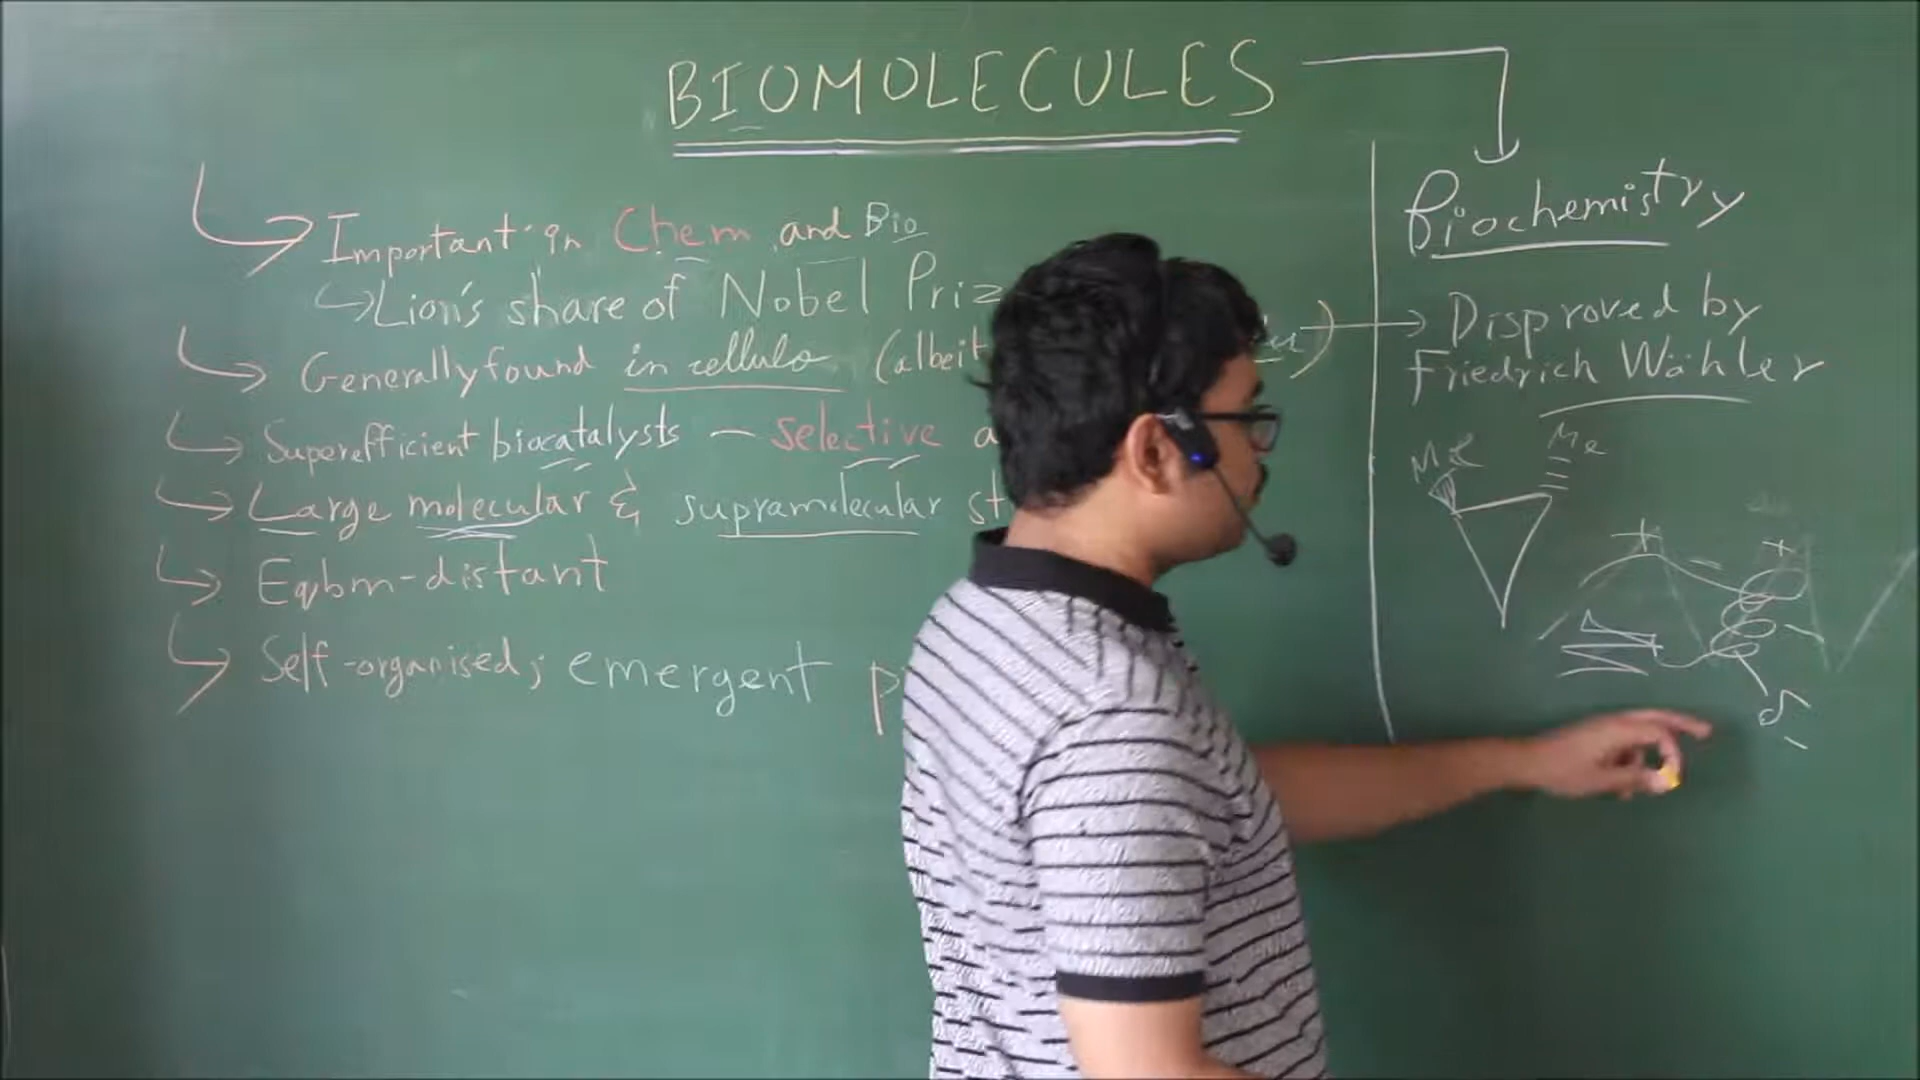 BIOMOLECULES
Important in Chem and Bio
Lion's share of Nobel Priz
Generally found in cellulo (albeit
Superefficient biocatalysts – selective a
Large molecular & supramolecular st
Eqbm-distant
Self-organised; emergent p
Biochemistry
Disproved by
Friedrich Wöhler
Me
Me